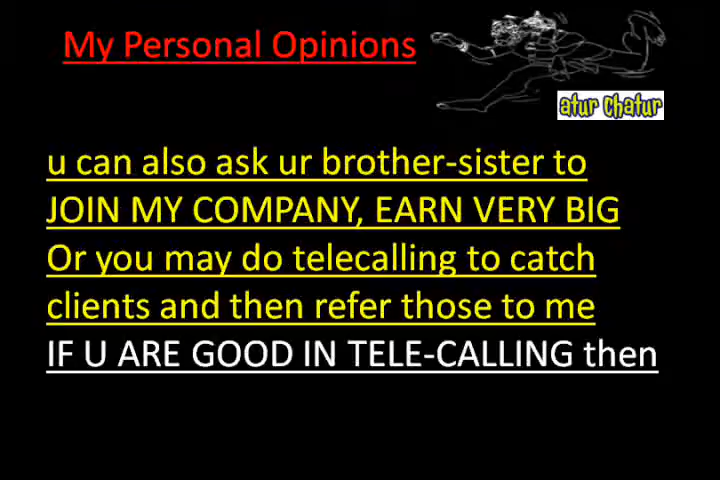 My Personal Opinions
atur chatur
u can also ask ur brother-sister to
JOIN MY COMPANY, EARN VERY BIG
Or you may do telecalling to catch
clients and then refer those to me
IF U ARE GOOD IN TELE-CALLING then